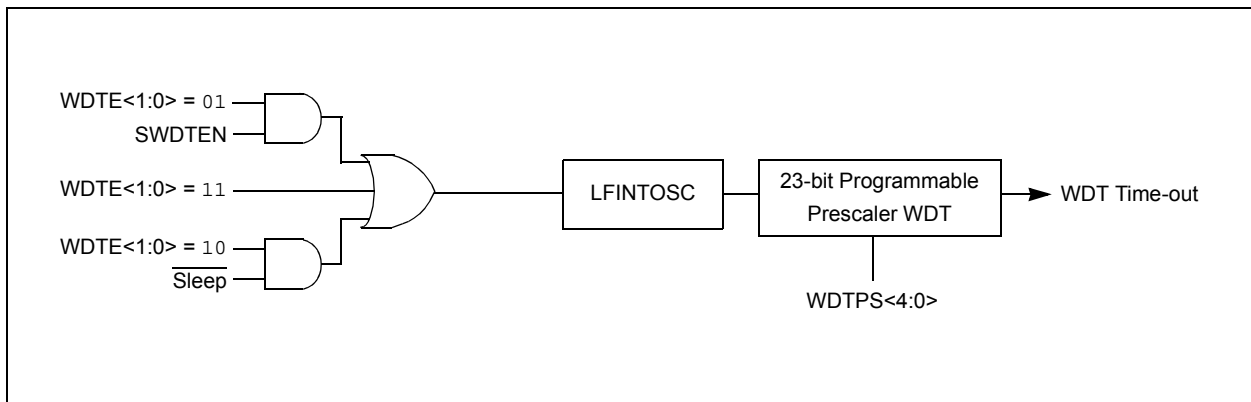 WDTE<1:0> = 01
SWDTEN
WDTE<1:0> = 11
WDTE<1:0> = 10
Sleep
LFINTOSC
23-bit Programmable
Prescaler WDT
WDT Time-out
WDTPS<4:0>